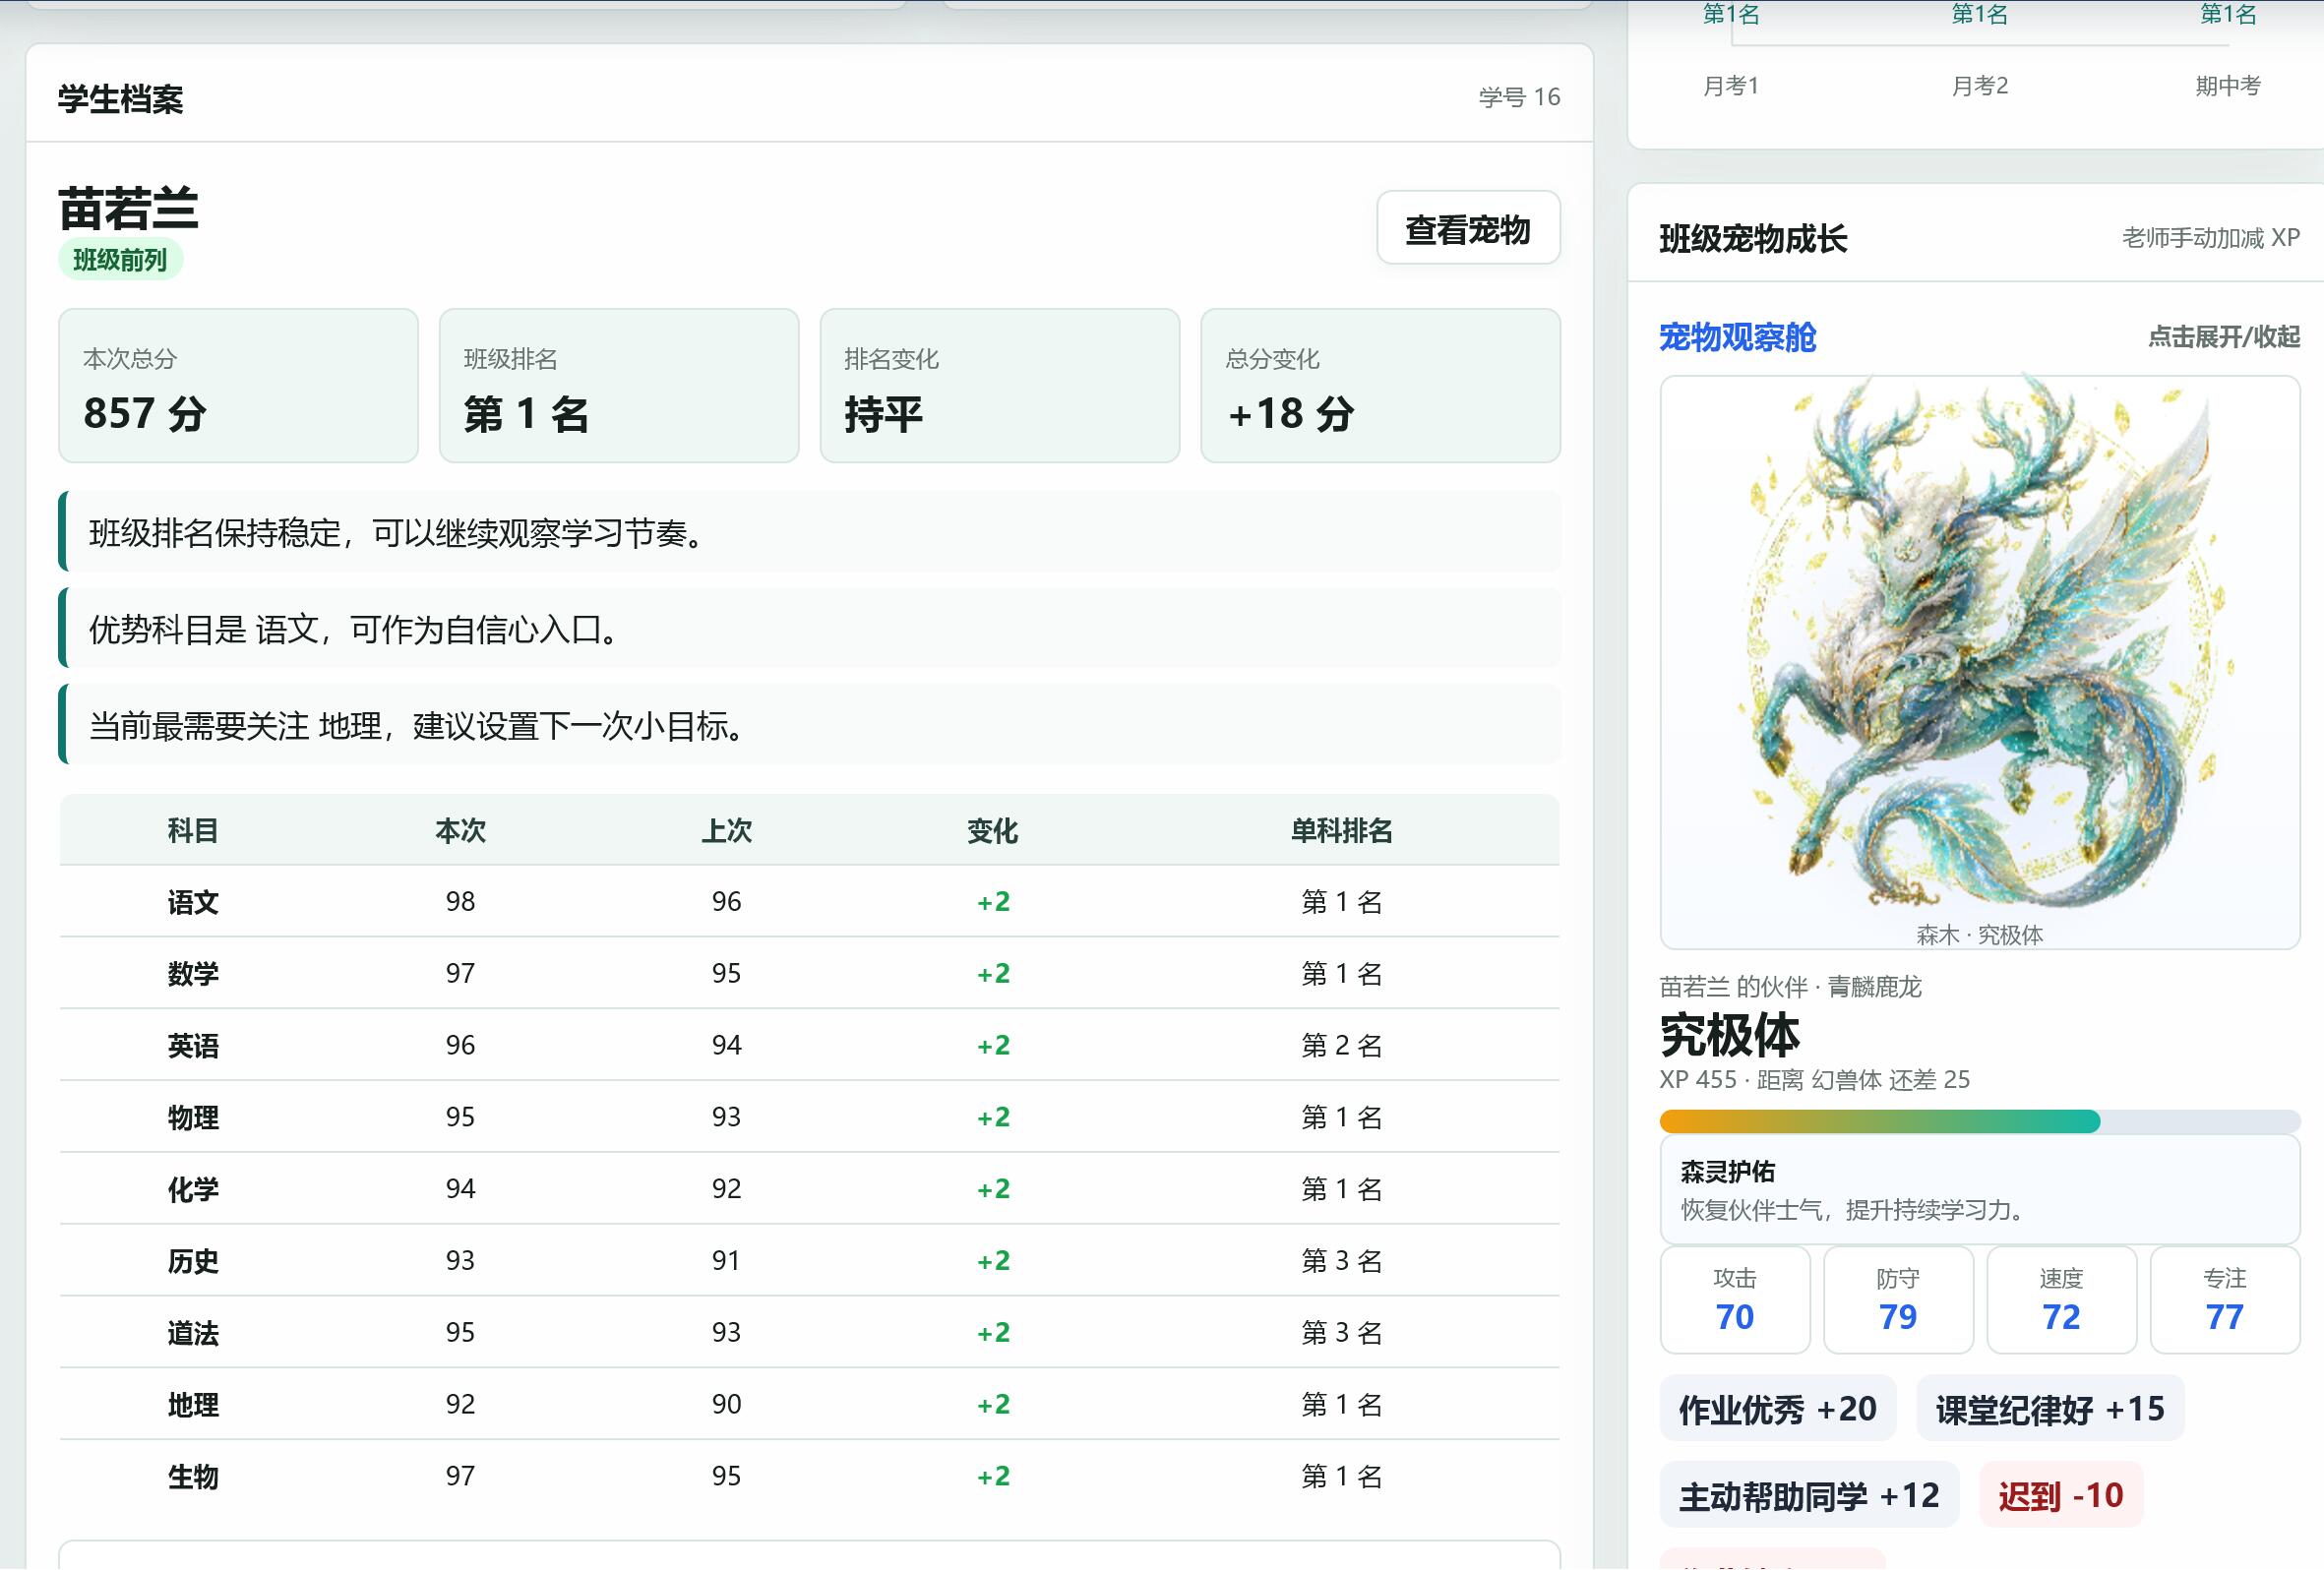 学生档案
学号 16
苗若兰
班级前列
查看宠物
本次总分
857 分
班级排名
第 1 名
排名变化
持平
总分变化
+18 分
班级排名保持稳定，可以继续观察学习节奏。
优势科目是 语文，可作为自信心入口。
当前最需要关注 地理，建议设置下一次小目标。
科目 本次 上次 变化 单科排名
语文 98 96 +2 第 1 名
数学 97 95 +2 第 1 名
英语 96 94 +2 第 2 名
物理 95 93 +2 第 1 名
化学 94 92 +2 第 1 名
历史 93 91 +2 第 3 名
道法 95 93 +2 第 3 名
地理 92 90 +2 第 1 名
生物 97 95 +2 第 1 名
第1名 第1名 第1名
月考1 月考2 期中考
班级宠物成长
老师手动加减 XP
宠物观察舱
点击展开/收起
森木 · 究极体
苗若兰 的伙伴 · 青麟鹿龙
究极体
XP 455 · 距离 幻兽体 还差 25
森灵护佑
恢复伙伴士气，提升持续学习力。
攻击 防守 速度 专注
70 79 72 77
作业优秀 +20 课堂纪律好 +15
主动帮助同学 +12 迟到 -10